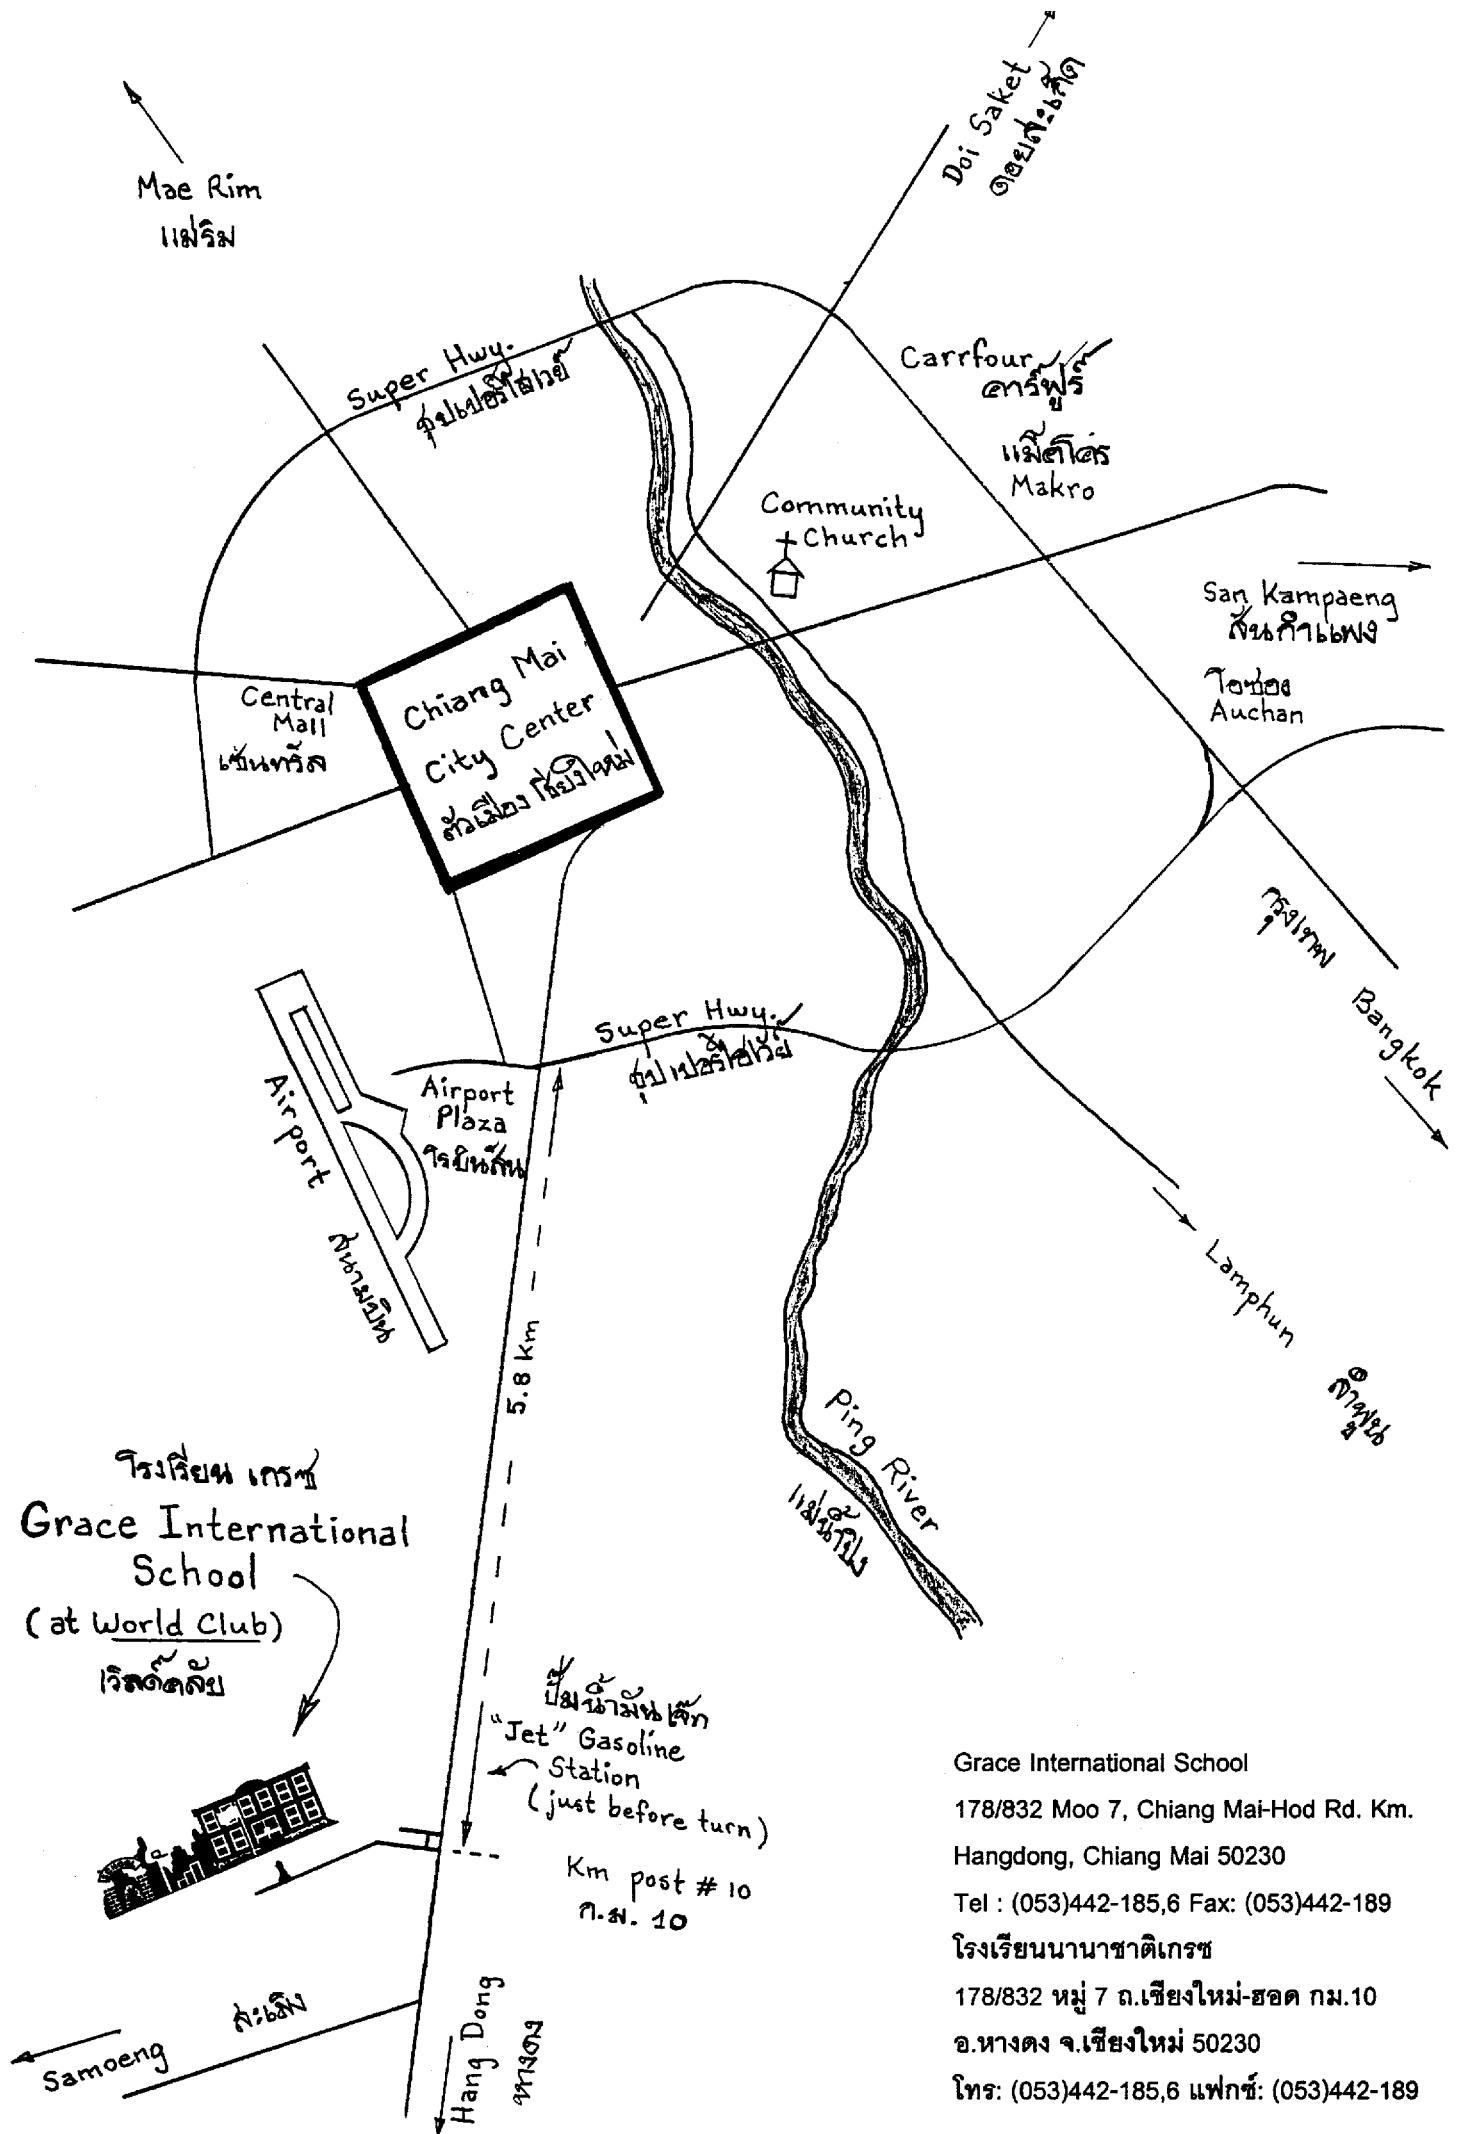 Doi Saket
ดอยสะเก็ด
Mae Rim
แม่ริม
Super Hwy.
ซุปเปอร์ไฮเวย์
Carrfour
คาร์ฟูร์
แม็คโคร
Makro
Community
Church
San Kampaeng
สันกำแพง
โอชอง
Auchan
Central
Mall
เซ็นทรัล
Chiang Mai
City Center
ตัวเมืองเชียงใหม่
กรุงเทพ
Bangkok
Super Hwy.
ซุปเปอร์ไฮเวย์
Airport
สนามบิน
Airport
Plaza
โรบินสัน
Lamphun
ลำพูน
5.8 Km
Ping River
แม่น้ำปิง
โรงเรียน เกรซ
Grace International
School
(at World Club)
เวิลด์คลับ
ปั๊มน้ำมันเจ็ท
"Jet" Gasoline
Station
(just before turn)
Km post # 10
ก.ม. 10
สะเมิง
Samoeng
Hang Dong
หางดง
Grace International School
178/832 Moo 7, Chiang Mai-Hod Rd. Km.
Hangdong, Chiang Mai 50230
Tel : (053)442-185,6 Fax: (053)442-189
โรงเรียนนานาชาติเกรซ
178/832 หมู่ 7 ถ.เชียงใหม่-ฮอด กม.10
อ.หางดง จ.เชียงใหม่ 50230
โทร: (053)442-185,6 แฟกซ์: (053)442-189